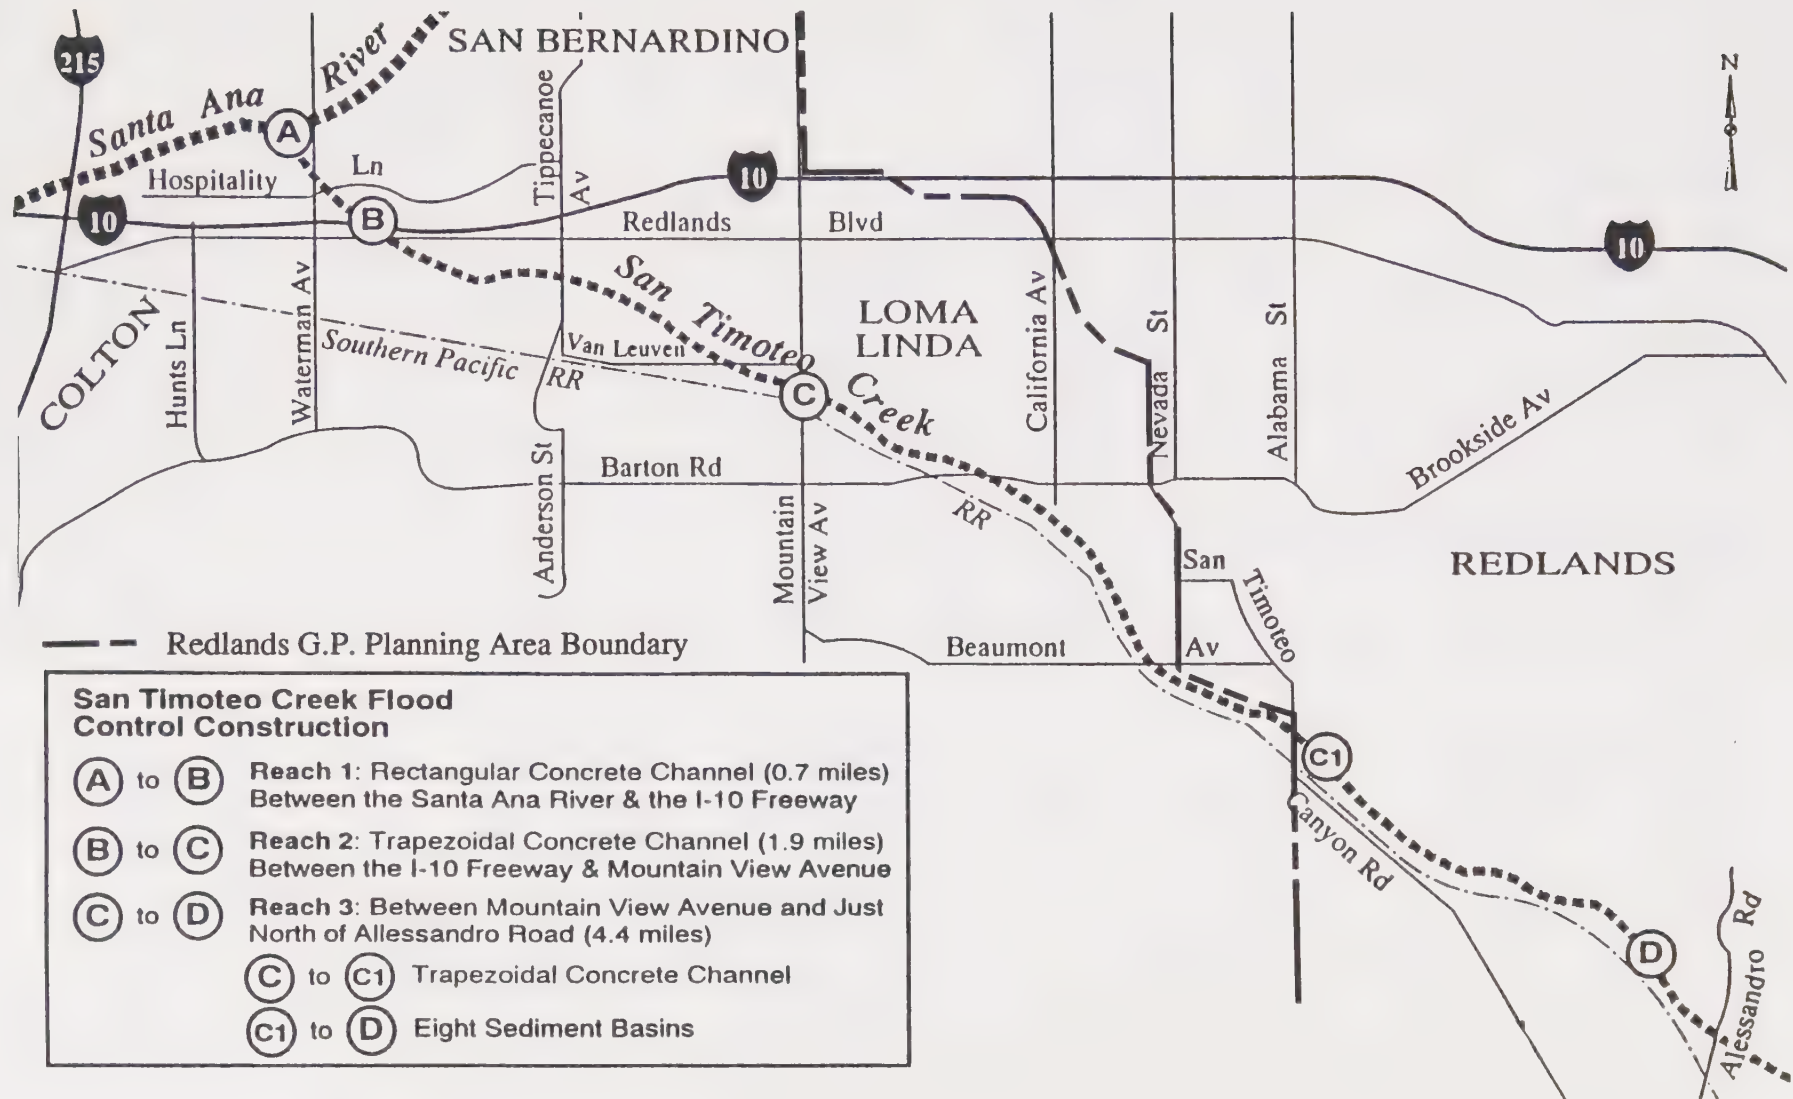 215
SAN BERNARDINO
N
Santa Ana River
A
Tippecanoe Av
Hospitality Ln
10
10
10
B
Redlands Blvd
COLTON
Hunts Ln
Waterman Av
Southern Pacific RR
Van Leuven
San Timoteo Creek
C
LOMA
LINDA
California Av
Nevada St
Alabama St
Brookside Av
Barton Rd
Anderson St
Mountain
View Av
RR
REDLANDS
San Timoteo Canyon Rd
Beaumont Av
C1
D
Alessandro Rd
Redlands G.P. Planning Area Boundary
San Timoteo Creek Flood
Control Construction
A to B Reach 1: Rectangular Concrete Channel (0.7 miles)
Between the Santa Ana River & the I-10 Freeway
B to C Reach 2: Trapezoidal Concrete Channel (1.9 miles)
Between the I-10 Freeway & Mountain View Avenue
C to D Reach 3: Between Mountain View Avenue and Just
North of Allessandro Road (4.4 miles)
C to C1 Trapezoidal Concrete Channel
C1 to D Eight Sediment Basins